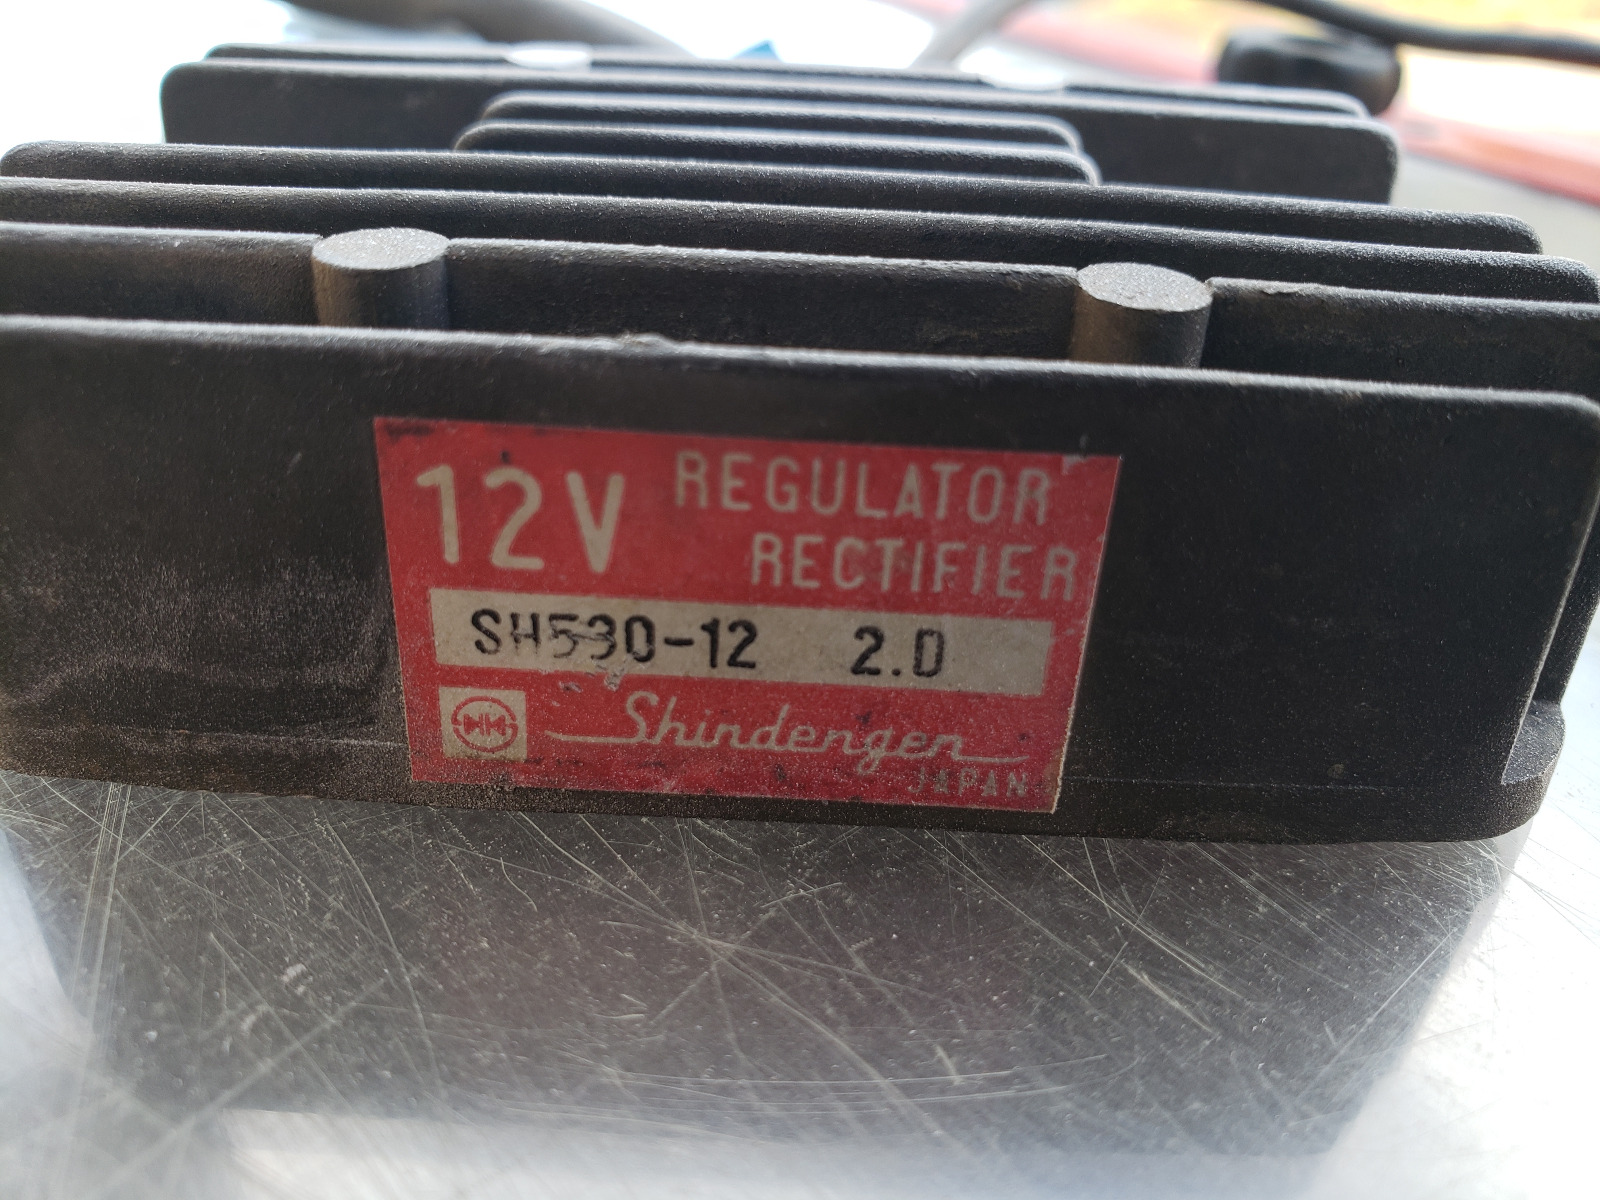 12V REGULATOR
RECTIFIER
SH530-12 2.D
Shindengen
JAPAN